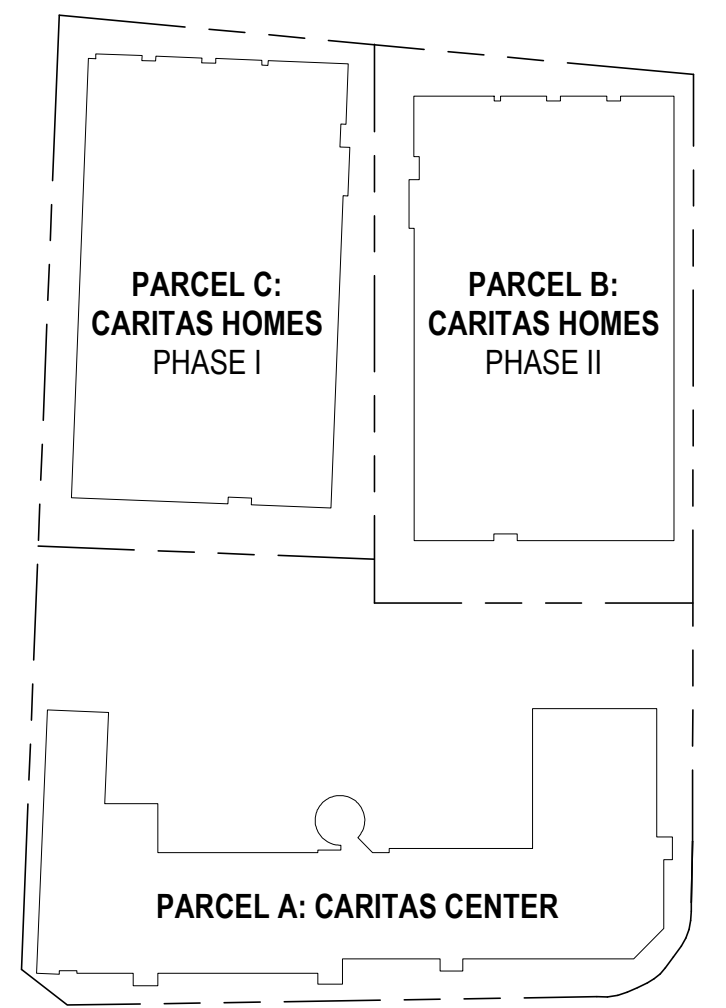 PARCEL C:
CARITAS HOMES
PHASE I
PARCEL B:
CARITAS HOMES
PHASE II
PARCEL A: CARITAS CENTER